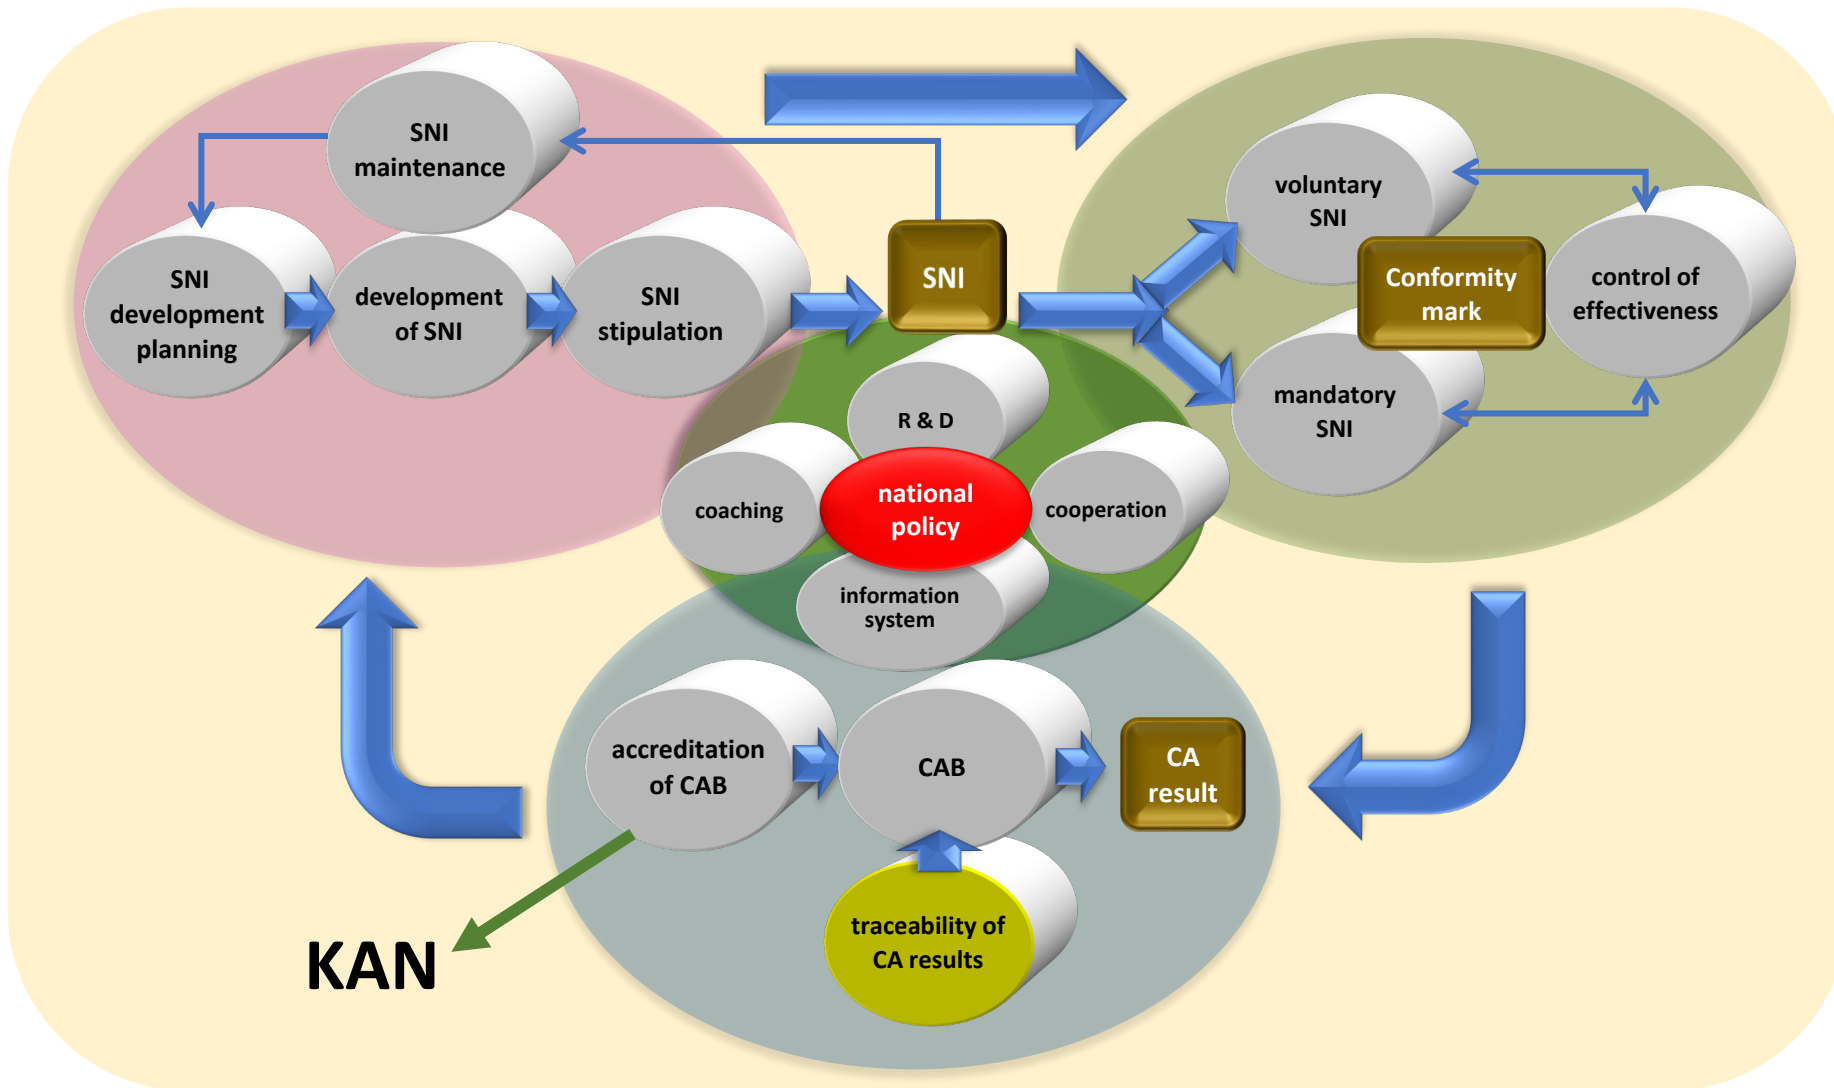 SNI
maintenance
SNI
development
planning
development
of SNI
SNI
stipulation
SNI
voluntary
SNI
Conformity
mark
control of
effectiveness
mandatory
SNI
R & D
coaching
national
policy
cooperation
information
system
accreditation
of CAB
CAB
CA
result
traceability of
CA results
KAN